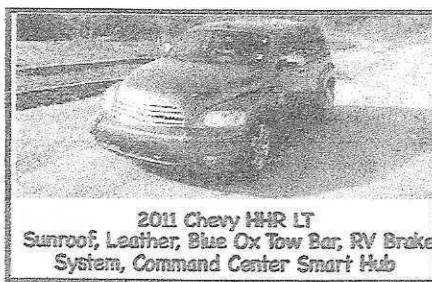 2011 Chevy HHR LT
Sunroof, Leather, Blue Ox Tow Bar, RV Brake
System, Command Center Smart Hub